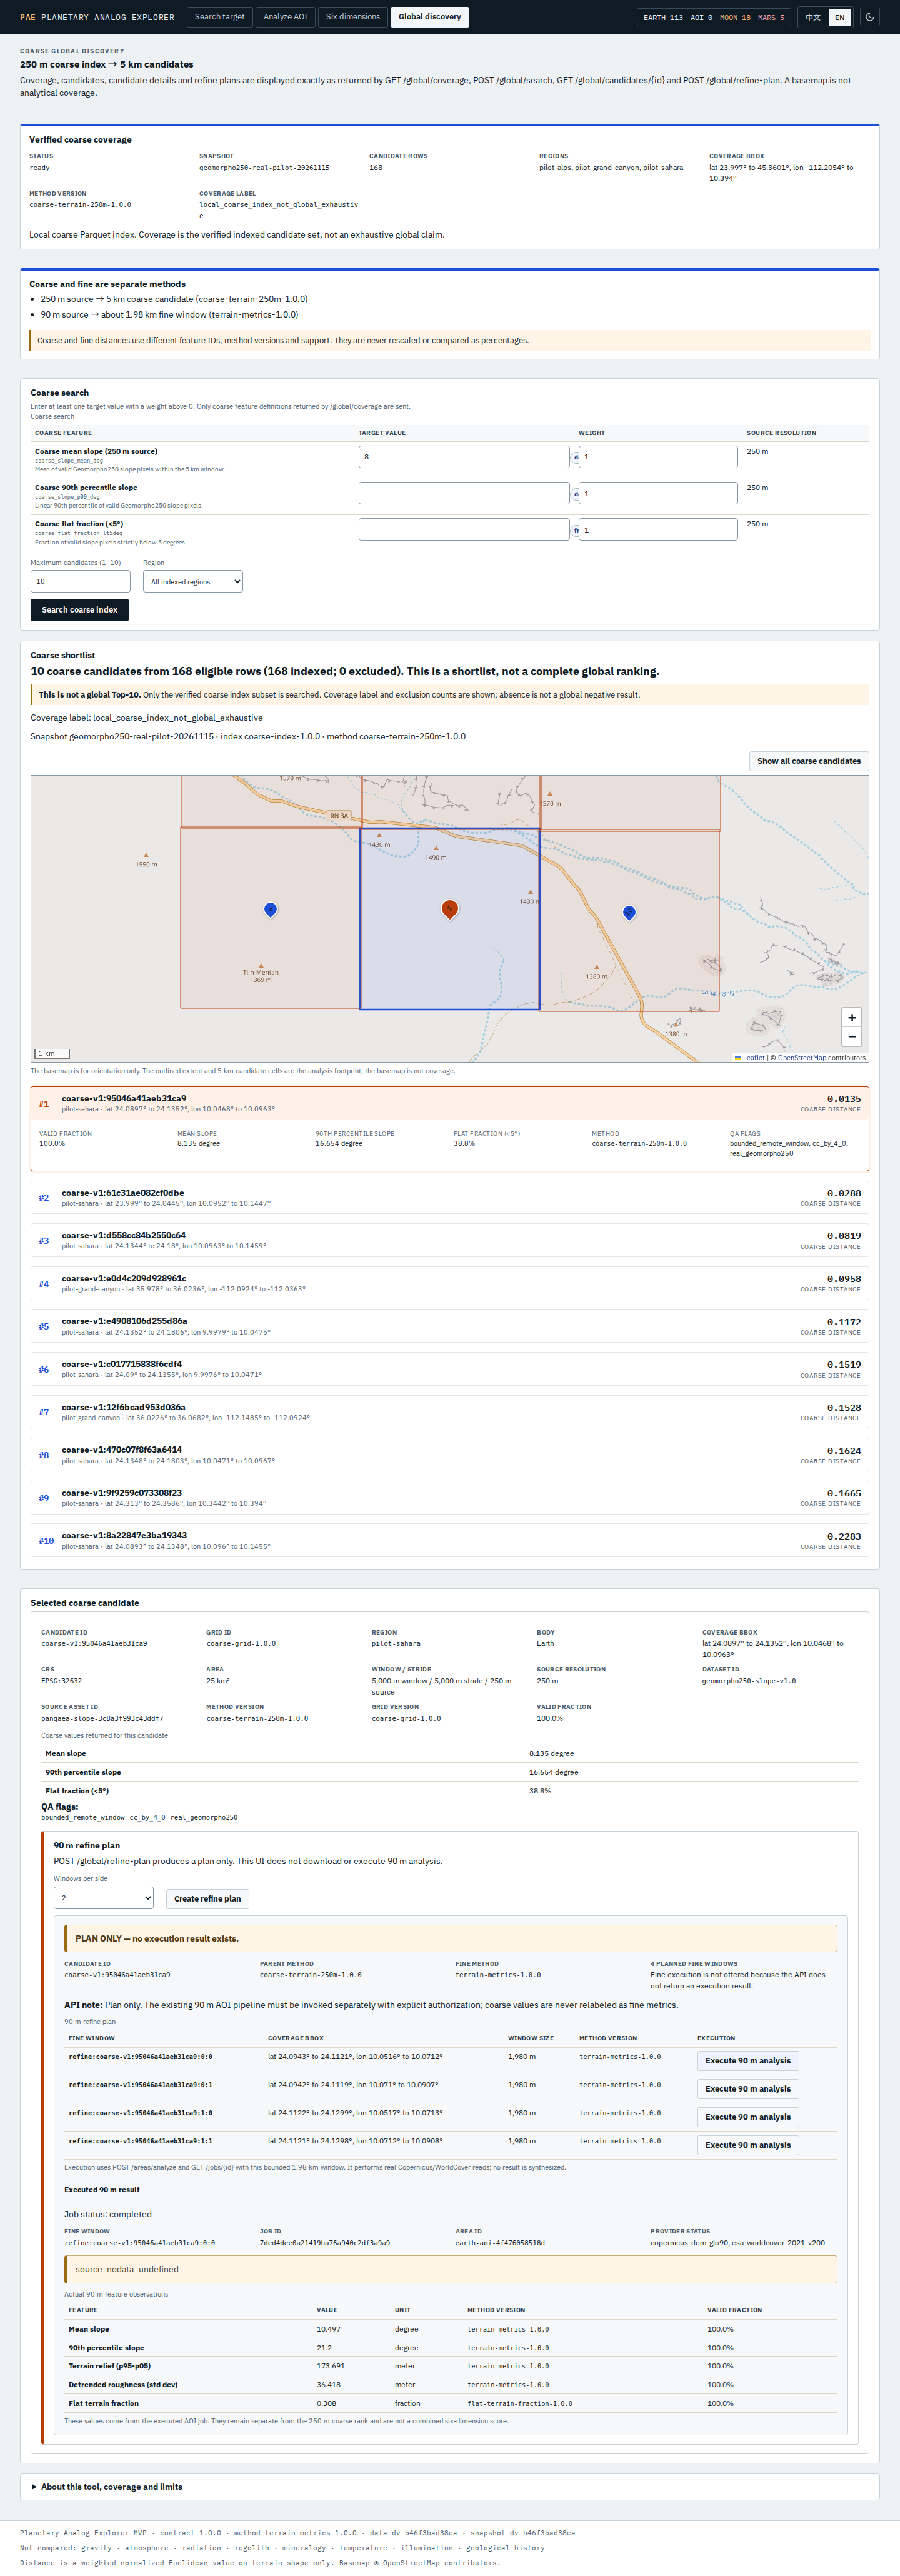 PAE PLANETARY ANALOG EXPLORER
Search target
Analyze AOI
Six dimensions
Global discovery
EARTH 113 AOI 0 MOON 18 MARS 5
中文
EN
COARSE GLOBAL DISCOVERY
250 m coarse index → 5 km candidates
Coverage, candidates, candidate details and refine plans are displayed exactly as returned by GET /global/coverage, POST /global/search, GET /global/candidates/{id} and POST /global/refine-plan. A basemap is not
analytical coverage.
Verified coarse coverage
STATUS
ready
SNAPSHOT
geomorpho250-real-pilot-20261115
CANDIDATE ROWS
168
REGIONS
pilot-alps, pilot-grand-canyon, pilot-sahara
COVERAGE BBOX
lat 23.997° to 45.3601°, lon -112.2054° to
10.394°
METHOD VERSION
coarse-terrain-250m-1.0.0
COVERAGE LABEL
local_coarse_index_not_global_exhaustiv
e
Local coarse Parquet index. Coverage is the verified indexed candidate set, not an exhaustive global claim.
Coarse and fine are separate methods
• 250 m source → 5 km coarse candidate (coarse-terrain-250m-1.0.0)
• 90 m source → about 1.98 km fine window (terrain-metrics-1.0.0)
Coarse and fine distances use different feature IDs, method versions and support. They are never rescaled or compared as percentages.
Coarse search
Enter at least one target value with a weight above 0. Only coarse feature definitions returned by /global/coverage are sent.
Coarse search
COARSE FEATURE TARGET VALUE WEIGHT SOURCE RESOLUTION
Coarse mean slope (250 m source)
coarse_slope_mean_deg
Mean of valid Geomorpho250 slope pixels within the 5 km window.
8
1
250 m
Coarse 90th percentile slope
coarse_slope_p90_deg
Linear 90th percentile of valid Geomorpho250 slope pixels.
1
250 m
Coarse flat fraction (<5°)
coarse_flat_fraction_lt5deg
Fraction of valid slope pixels strictly below 5 degrees.
1
250 m
Maximum candidates (1–10)
10
Region
All indexed regions
Search coarse index
Coarse shortlist
10 coarse candidates from 168 eligible rows (168 indexed; 0 excluded). This is a shortlist, not a complete global ranking.
This is not a global Top-10. Only the verified coarse index subset is searched. Coverage label and exclusion counts are shown; absence is not a global negative result.
Coverage label: local_coarse_index_not_global_exhaustive
Snapshot geomorpho250-real-pilot-20261115 · index coarse-index-1.0.0 · method coarse-terrain-250m-1.0.0
Show all coarse candidates
1570 m
1570 m
RN 3A
1430 m
1490 m
1550 m
1430 m
Ti-n-Mentah
1369 m
1380 m
1380 m
+
−
1 km
Leaflet | © OpenStreetMap contributors
The basemap is for orientation only. The outlined extent and 5 km candidate cells are the analysis footprint; the basemap is not coverage.
#1 coarse-v1:95046a41aeb31ca9 0.0135
pilot-sahara · lat 24.0897° to 24.1352°, lon 10.0468° to 10.0963° COARSE DISTANCE
VALID FRACTION
100.0%
MEAN SLOPE
8.135 degree
90TH PERCENTILE SLOPE
16.654 degree
FLAT FRACTION (<5°)
38.8%
METHOD
coarse-terrain-250m-1.0.0
QA FLAGS
bounded_remote_window, cc_by_4_0,
real_geomorpho250
#2 coarse-v1:61c31ae082cf0dbe 0.0288
pilot-sahara · lat 23.999° to 24.0445°, lon 10.0952° to 10.1447° COARSE DISTANCE
#3 coarse-v1:d558cc84b2550c64 0.0819
pilot-sahara · lat 24.1344° to 24.18°, lon 10.0963° to 10.1459° COARSE DISTANCE
#4 coarse-v1:e0d4c209d928961c 0.0958
pilot-grand-canyon · lat 35.978° to 36.0236°, lon -112.0924° to -112.0363° COARSE DISTANCE
#5 coarse-v1:e4908106d255d86a 0.1172
pilot-sahara · lat 24.1352° to 24.1806°, lon 9.9979° to 10.0475° COARSE DISTANCE
#6 coarse-v1:c017715838f6cdf4 0.1519
pilot-sahara · lat 24.09° to 24.1355°, lon 9.9976° to 10.0471° COARSE DISTANCE
#7 coarse-v1:12f6bcad953d036a 0.1528
pilot-grand-canyon · lat 36.0226° to 36.0682°, lon -112.1485° to -112.0924° COARSE DISTANCE
#8 coarse-v1:470c07f8f63a6414 0.1624
pilot-sahara · lat 24.1348° to 24.1803°, lon 10.0471° to 10.0967° COARSE DISTANCE
#9 coarse-v1:9f9259c073308f23 0.1665
pilot-sahara · lat 24.313° to 24.3586°, lon 10.3442° to 10.394° COARSE DISTANCE
#10 coarse-v1:8a22847e3ba19343 0.2283
pilot-sahara · lat 24.0893° to 24.1348°, lon 10.096° to 10.1455° COARSE DISTANCE
Selected coarse candidate
CANDIDATE ID
coarse-v1:95046a41aeb31ca9
GRID ID
coarse-grid-1.0.0
REGION
pilot-sahara
BODY
Earth
COVERAGE BBOX
lat 24.0897° to 24.1352°, lon 10.0468° to
10.0963°
CRS
EPSG:32632
AREA
25 km²
WINDOW / STRIDE
5,000 m window / 5,000 m stride / 250 m
source
SOURCE RESOLUTION
250 m
DATASET ID
geomorpho250-slope-v1.0
SOURCE ASSET ID
pangaea-slope-3c8a3f993c43ddf7
METHOD VERSION
coarse-terrain-250m-1.0.0
GRID VERSION
coarse-grid-1.0.0
VALID FRACTION
100.0%
Coarse values returned for this candidate
Mean slope 8.135 degree
90th percentile slope 16.654 degree
Flat fraction (<5°) 38.8%
QA flags:
bounded_remote_window cc_by_4_0 real_geomorpho250
90 m refine plan
POST /global/refine-plan produces a plan only. This UI does not download or execute 90 m analysis.
Windows per side
2
Create refine plan
PLAN ONLY — no execution result exists.
CANDIDATE ID
coarse-v1:95046a41aeb31ca9
PARENT METHOD
coarse-terrain-250m-1.0.0
FINE METHOD
terrain-metrics-1.0.0
4 PLANNED FINE WINDOWS
Fine execution is not offered because the API does
not return an execution result.
API note: Plan only. The existing 90 m AOI pipeline must be invoked separately with explicit authorization; coarse values are never relabeled as fine metrics.
90 m refine plan
FINE WINDOW COVERAGE BBOX WINDOW SIZE METHOD VERSION EXECUTION
refine:coarse-v1:95046a41aeb31ca9:0:0 lat 24.0943° to 24.1121°, lon 10.0516° to 10.0712° 1,980 m terrain-metrics-1.0.0 Execute 90 m analysis
refine:coarse-v1:95046a41aeb31ca9:0:1 lat 24.0942° to 24.1119°, lon 10.071° to 10.0907° 1,980 m terrain-metrics-1.0.0 Execute 90 m analysis
refine:coarse-v1:95046a41aeb31ca9:1:0 lat 24.1122° to 24.1299°, lon 10.0517° to 10.0713° 1,980 m terrain-metrics-1.0.0 Execute 90 m analysis
refine:coarse-v1:95046a41aeb31ca9:1:1 lat 24.1121° to 24.1298°, lon 10.0712° to 10.0908° 1,980 m terrain-metrics-1.0.0 Execute 90 m analysis
Execution uses POST /areas/analyze and GET /jobs/{id} with this bounded 1.98 km window. It performs real Copernicus/WorldCover reads; no result is synthesized.
Executed 90 m result
Job status: completed
FINE WINDOW
refine:coarse-v1:95046a41aeb31ca9:0:0
JOB ID
7ded4dee0a21419ba76a940c2df3a9a9
AREA ID
earth-aoi-4f476058518d
PROVIDER STATUS
copernicus-dem-glo90, esa-worldcover-2021-v200
source_nodata_undefined
Actual 90 m feature observations
FEATURE VALUE UNIT METHOD VERSION VALID FRACTION
Mean slope 10.497 degree terrain-metrics-1.0.0 100.0%
90th percentile slope 21.2 degree terrain-metrics-1.0.0 100.0%
Terrain relief (p95-p05) 173.691 meter terrain-metrics-1.0.0 100.0%
Detrended roughness (std dev) 36.418 meter terrain-metrics-1.0.0 100.0%
Flat terrain fraction 0.308 fraction flat-terrain-fraction-1.0.0 100.0%
These values come from the executed AOI job. They remain separate from the 250 m coarse rank and are not a combined six-dimension score.
▶ About this tool, coverage and limits
Planetary Analog Explorer MVP · contract 1.0.0 · method terrain-metrics-1.0.0 · data dv-b46f3bad38ea · snapshot dv-b46f3bad38ea
Not compared: gravity · atmosphere · radiation · regolith · mineralogy · temperature · illumination · geological history
Distance is a weighted normalized Euclidean value on terrain shape only. Basemap © OpenStreetMap contributors.